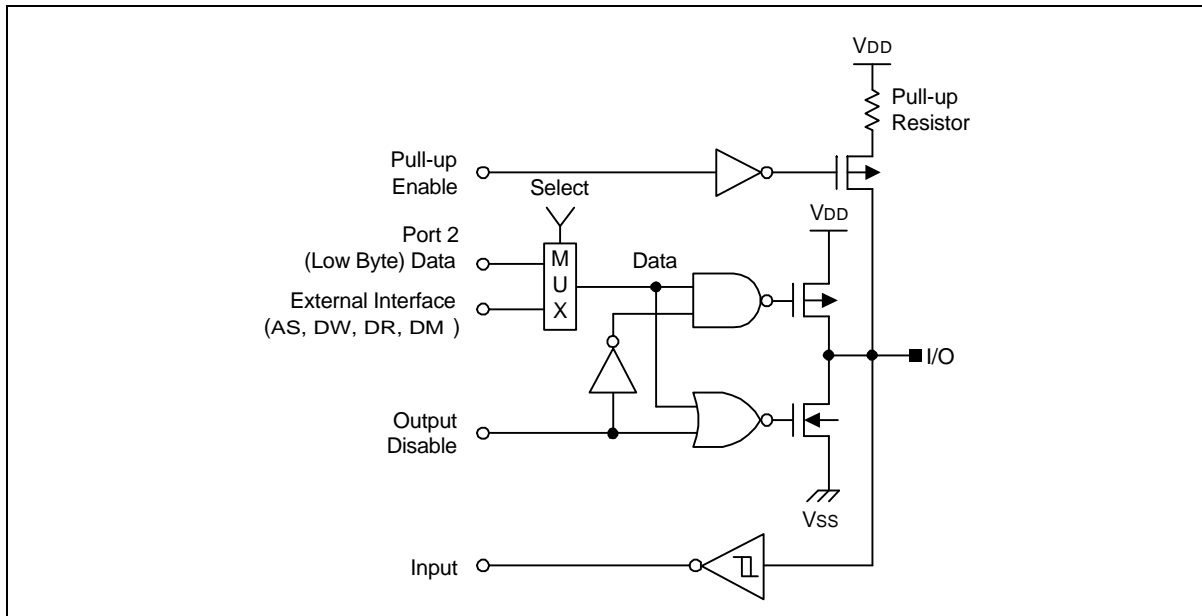 VDD
Pull-up
Resistor
Pull-up
Enable
Select
VDD
Port 2
(Low Byte) Data
M
U
X
Data
External Interface
(AS, DW, DR, DM )
I/O
Output
Disable
VSS
Input